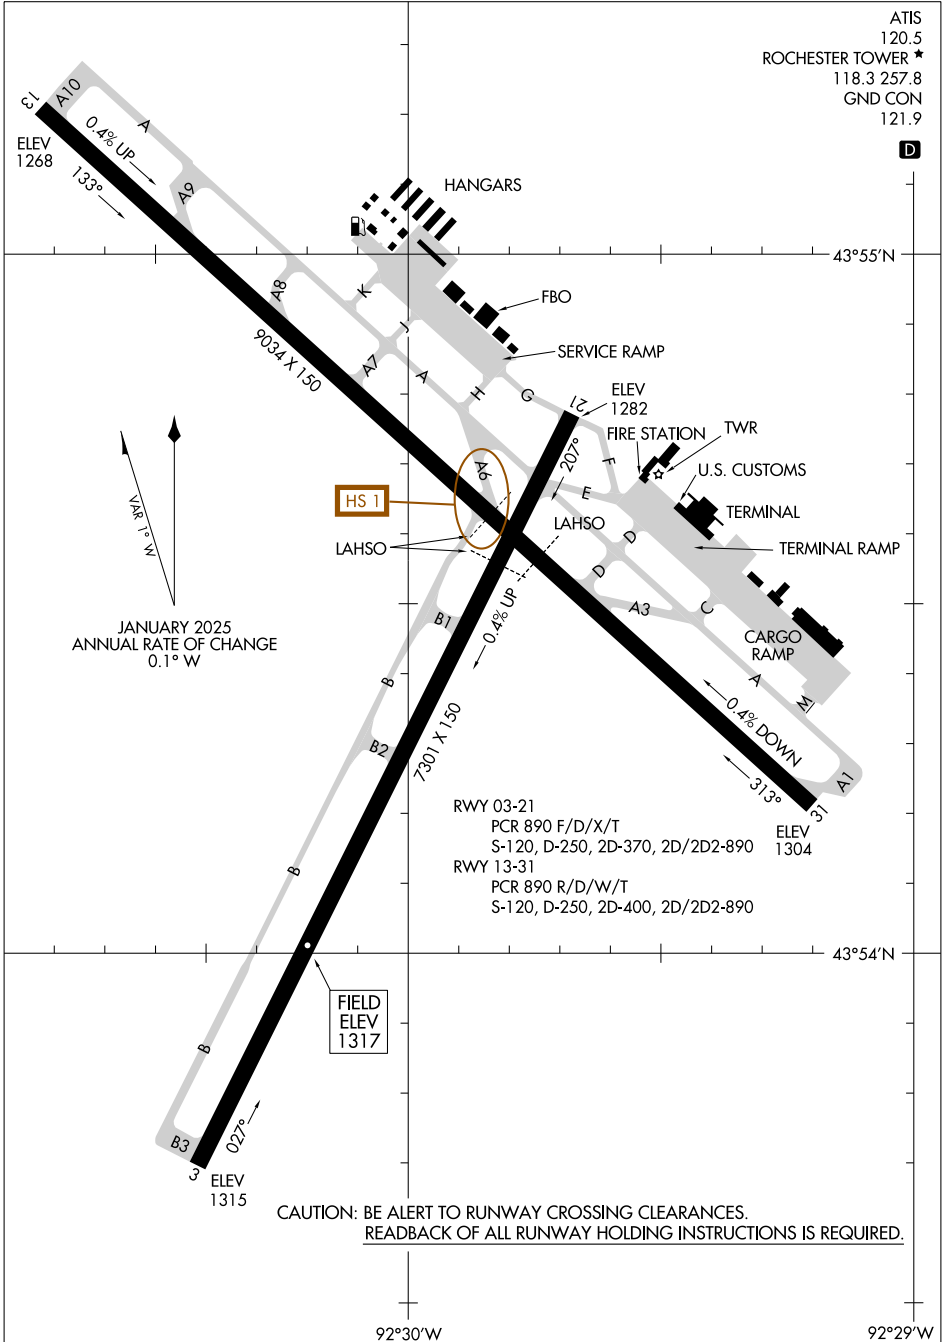 ATIS
120.5
ROCHESTER TOWER ★
118.3 257.8
GND CON
121.9
D
13
A10
A
ELEV
1268
0.4% UP
133°
A9
HANGARS
43°55'N
A8
K
FBO
J
9034 X 150
SERVICE RAMP
A7
A
H
G
21
ELEV
1282
FIRE STATION
TWR
207°
F
U.S. CUSTOMS
A6
E
HS 1
TERMINAL
LAHSO
LAHSO
D
TERMINAL RAMP
D
VAR 1° W
A3
C
0.4% UP
B1
JANUARY 2025
ANNUAL RATE OF CHANGE
0.1° W
CARGO
RAMP
B
A
M
0.4% DOWN
B2
7301 X 150
313°
A1
31
ELEV
1304
RWY 03-21
PCR 890 F/D/X/T
S-120, D-250, 2D-370, 2D/2D2-890
RWY 13-31
PCR 890 R/D/W/T
S-120, D-250, 2D-400, 2D/2D2-890
B
43°54'N
FIELD
ELEV
1317
B
027°
B3
3
ELEV
1315
CAUTION: BE ALERT TO RUNWAY CROSSING CLEARANCES.
READBACK OF ALL RUNWAY HOLDING INSTRUCTIONS IS REQUIRED.
92°30'W
92°29'W